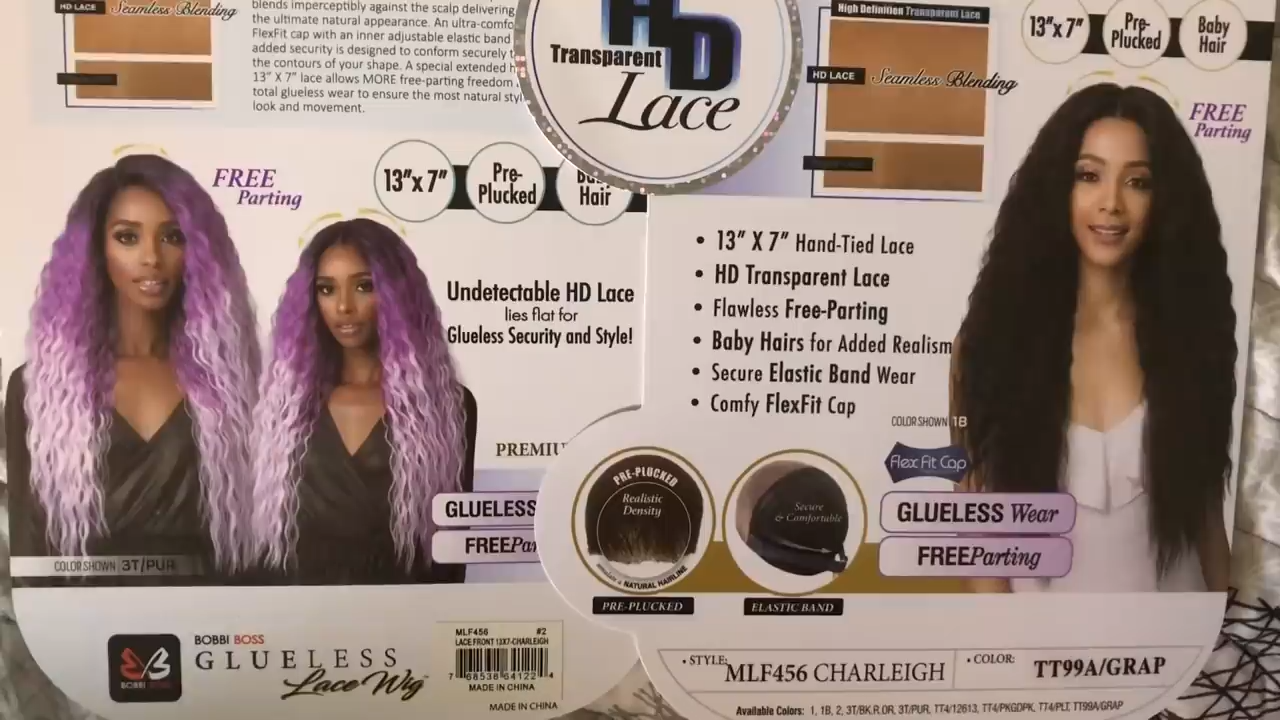 HD LACE Seamless Blending
blends imperceptibly against the scalp delivering
the ultimate natural appearance. An ultra-comfo
FlexFit cap with an inner adjustable elastic band
added security is designed to conform securely t
the contours of your shape. A special extended h
13" X 7" lace allows MORE free-parting freedom
total glueless wear to ensure the most natural styl
look and movement.
HD
Transparent
Lace
High Definition Transparent Lace
HD LACE Seamless Blending
13"x 7"
Pre-
Plucked
Baby
Hair
FREE
Parting
FREE
Parting
13"x 7"
Pre-
Plucked
Hair
Undetectable HD Lace
lies flat for
Glueless Security and Style!
• 13" X 7" Hand-Tied Lace
• HD Transparent Lace
• Flawless Free-Parting
• Baby Hairs for Added Realism
• Secure Elastic Band Wear
• Comfy FlexFit Cap
COLOR SHOWN 1B
Flex Fit Cap
GLUELESS Wear
FREEParting
PREMIU
GLUELESS
FREEPar
COLOR SHOWN 3T/PUR
PRE-PLUCKED
Realistic
Density
NATURAL HAIRLINE
PRE-PLUCKED
Secure
& Comfortable
ELASTIC BAND
BOBBI BOSS
BOBBI BOSS
GLUELESS
Lace Wig
MLF456 #2
LACE FRONT 13X7-CHARLEIGH
7 68538 64122 4
MADE IN CHINA
MADE IN CHINA
• STYLE: MLF456 CHARLEIGH
• COLOR: TT99A/GRAP
Available Colors: 1, 1B, 2, 3T/BK.R.OR, 3T/PUR, TT4/12613, TT4/PKGDPK, TT4/PLT, TT99A/GRAP